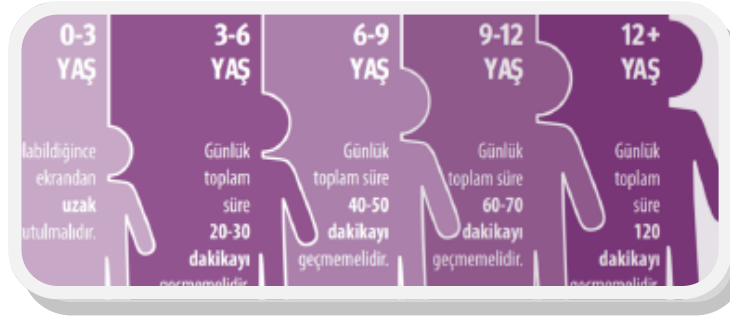 0-3
YAŞ
labildiğince
ekrandan
uzak
utulmalıdır.
3-6
YAŞ
Günlük
toplam
süre
20-30
dakikayı
geçmemelidir.
6-9
YAŞ
Günlük
toplam süre
40-50
dakikayı
geçmemelidir.
9-12
YAŞ
Günlük
toplam süre
60-70
dakikayı
geçmemelidir.
12+
YAŞ
Günlük
toplam
süre
120
dakikayı
geçmemelidir.